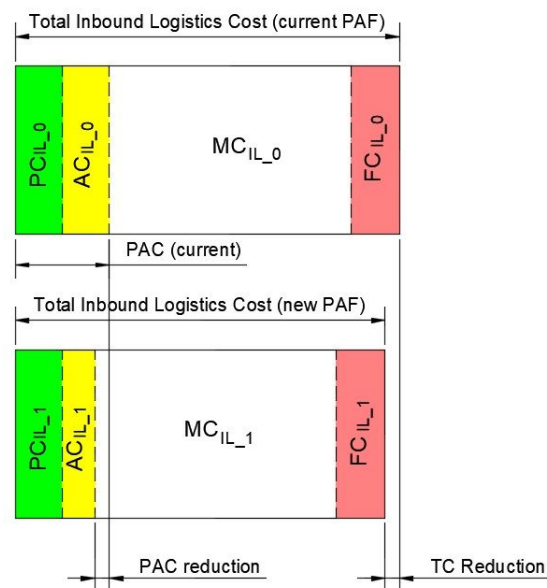 Total Inbound Logistics Cost (current PAF)
PCIL_0
ACIL_0
MCIL_0
FCIL_0
PAC (current)
Total Inbound Logistics Cost (new PAF)
PCIL_1
ACIL_1
MCIL_1
FCIL_1
PAC reduction
TC Reduction